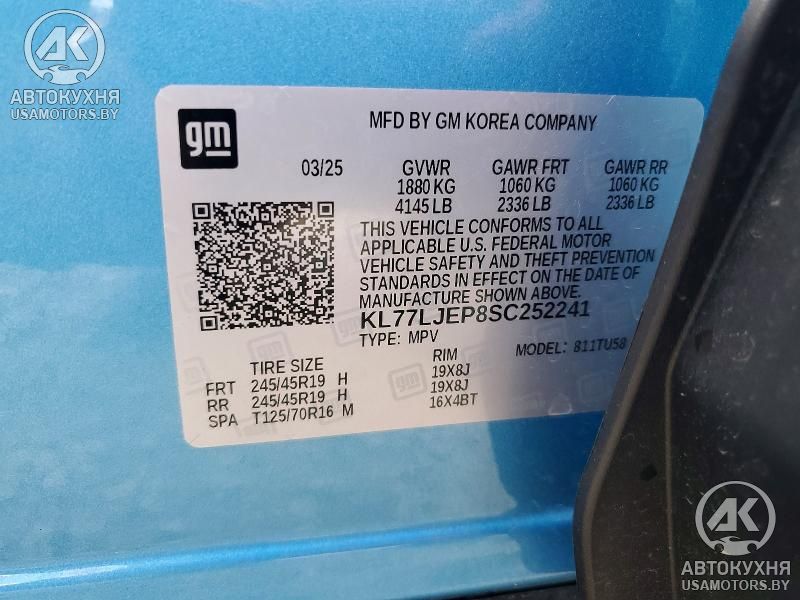 АК
АВТОКУХНЯ
USAMOTORS.BY
gm
MFD BY GM KOREA COMPANY
03/25 GVWR GAWR FRT GAWR RR
1880 KG 1060 KG 1060 KG
4145 LB 2336 LB 2336 LB
THIS VEHICLE CONFORMS TO ALL
APPLICABLE U.S. FEDERAL MOTOR
VEHICLE SAFETY AND THEFT PREVENTION
STANDARDS IN EFFECT ON THE DATE OF
MANUFACTURE SHOWN ABOVE.
KL77LJEP8SC252241
TYPE: MPV MODEL: 811TU58
TIRE SIZE RIM
FRT 245/45R19 H 19X8J
RR 245/45R19 H 19X8J
SPA T125/70R16 M 16X4BT
АК
АВТОКУХНЯ
USAMOTORS.BY